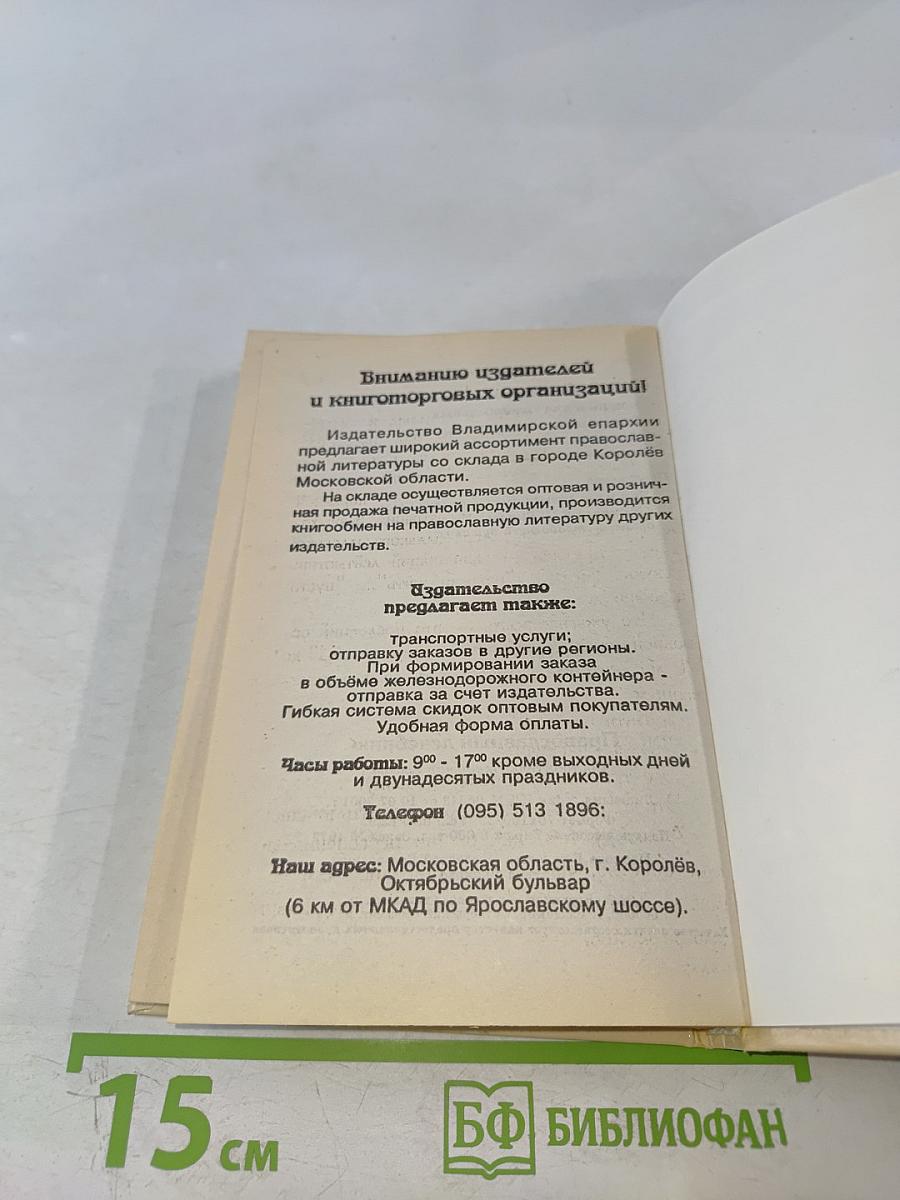 Вниманию издателей
и книготорговых организаций!
Издательство Владимирской епархии
предлагает широкий ассортимент православ-
ной литературы со склада в городе Королёв
Московской области.
На складе осуществляется оптовая и рознич-
ная продажа печатной продукции, производится
книгообмен на православную литературу других
издательств.
Издательство
предлагает также:
транспортные услуги;
отправку заказов в другие регионы.
При формировании заказа
в объёме железнодорожного контейнера -
отправка за счет издательства.
Гибкая система скидок оптовым покупателям.
Удобная форма оплаты.
Часы работы: 9⁰⁰ - 17⁰⁰ кроме выходных дней
и двунадесятых праздников.
Телефон (095) 513 1896:
Наш адрес: Московская область, г. Королёв,
Октябрьский бульвар
(6 км от МКАД по Ярославскому шоссе).
15 см
БФ БИБЛИОФАН